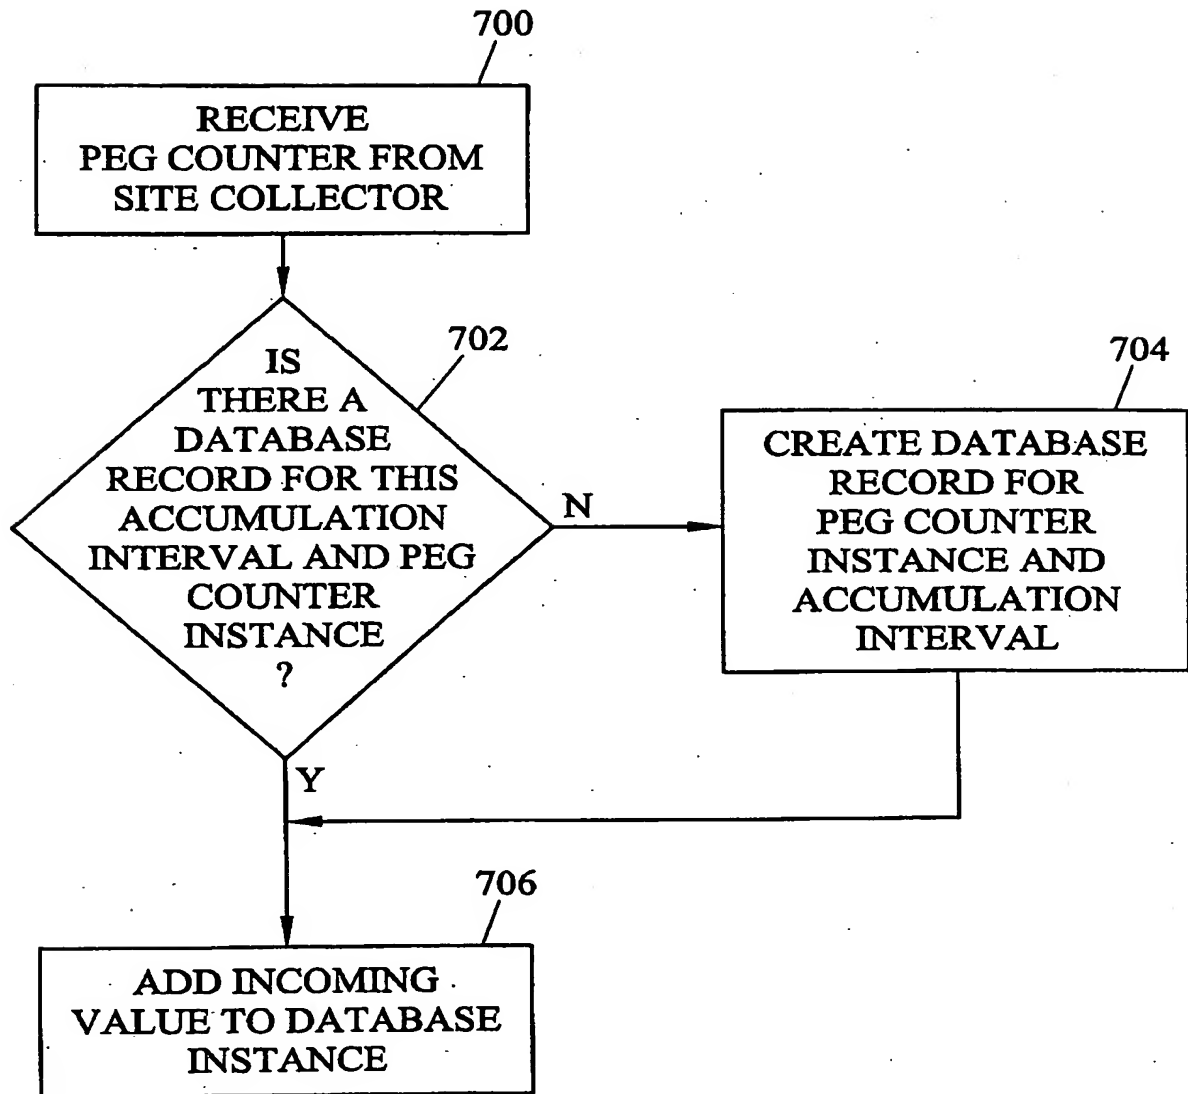 700
RECEIVE
PEG COUNTER FROM
SITE COLLECTOR
702
IS
THERE A
DATABASE
RECORD FOR THIS
ACCUMULATION
INTERVAL AND PEG
COUNTER
INSTANCE
?
N
704
CREATE DATABASE
RECORD FOR
PEG COUNTER
INSTANCE AND
ACCUMULATION
INTERVAL
Y
706
ADD INCOMING
VALUE TO DATABASE
INSTANCE